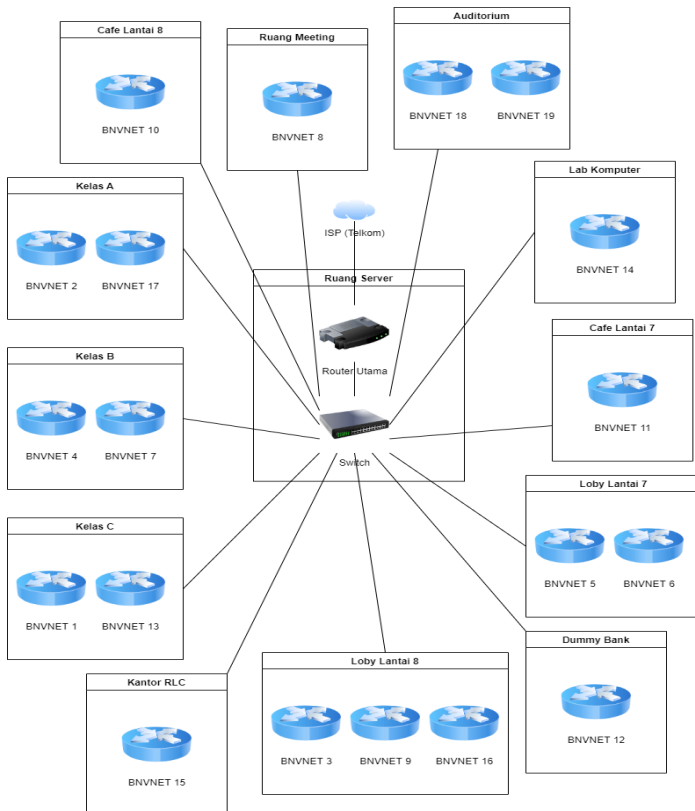 Cafe Lantai 8
BNVNET 10
Ruang Meeting
BNVNET 8
Auditorium
BNVNET 18 BNVNET 19
Kelas A
BNVNET 2 BNVNET 17
ISP (Telkom)
Lab Komputer
BNVNET 14
Ruang Server
Router Utama
Switch
Cafe Lantai 7
BNVNET 11
Kelas B
BNVNET 4 BNVNET 7
Loby Lantai 7
BNVNET 5 BNVNET 6
Kelas C
BNVNET 1 BNVNET 13
Dummy Bank
BNVNET 12
Loby Lantai 8
BNVNET 3 BNVNET 9 BNVNET 16
Kantor RLC
BNVNET 15